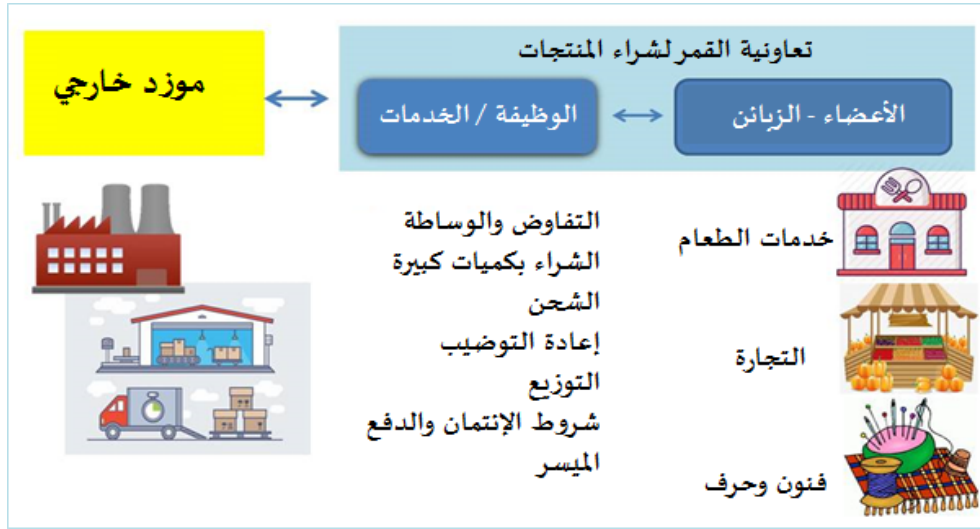 تعاونية القمر لشراء المنتجات
الأعضاء - الزبائن
الوظيفة / الخدمات
موزد خارجي
خدمات الطعام
التجارة
فنون وحرف
التفاوض والوساطة
الشراء بكميات كبيرة
الشحن
إعادة التوضيب
التوزيع
شروط الإئتمان والدفع
الميسر